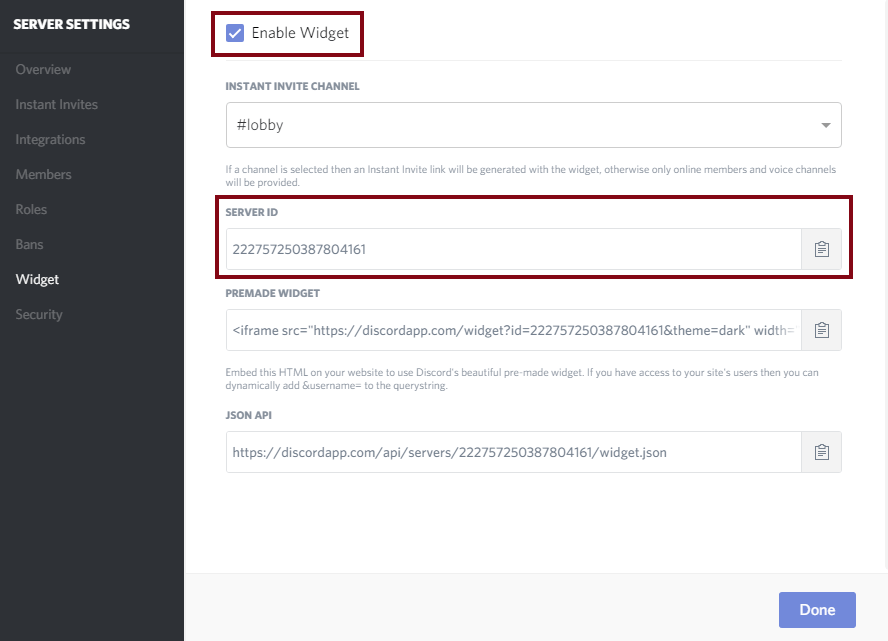 SERVER SETTINGS
Overview
Instant Invites
Integrations
Members
Roles
Bans
Widget
Security
Enable Widget
INSTANT INVITE CHANNEL
#lobby
If a channel is selected then an Instant Invite link will be generated with the widget, otherwise only online members and voice channels
will be provided.
SERVER ID
222757250387804161
PREMADE WIDGET
<iframe src="https://discordapp.com/widget?id=222757250387804161&theme=dark" width=
Embed this HTML on your website to use Discord's beautiful pre-made widget. If you have access to your site's users then you can
dynamically add &username= to the querystring.
JSON API
https://discordapp.com/api/servers/222757250387804161/widget.json
Done